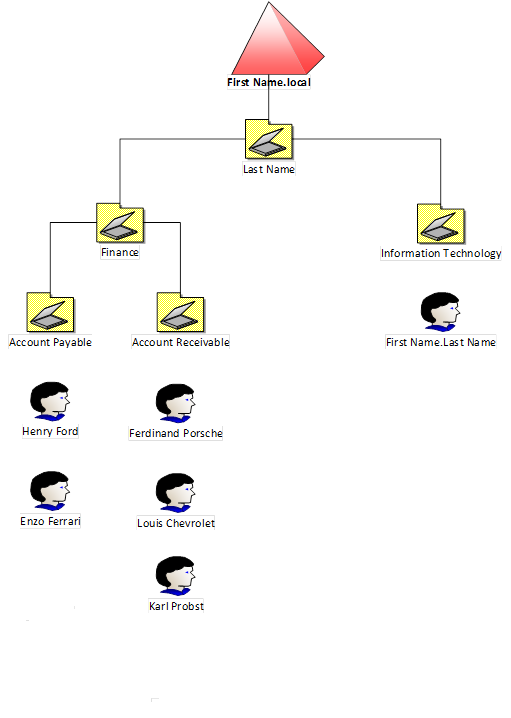 First Name.local
Last Name
Finance
Information Technology
Account Payable
Account Receivable
First Name.Last Name
Henry Ford
Ferdinand Porsche
Enzo Ferrari
Louis Chevrolet
Karl Probst